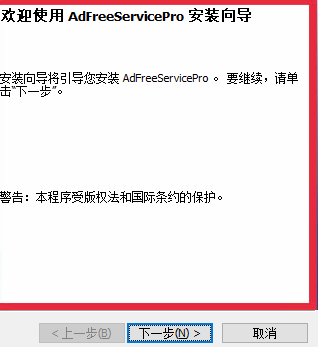 欢迎使用 AdFreeServicePro 安装向导
安装向导将引导您安装 AdFreeServicePro 。 要继续，请单
击“下一步”。
警告：本程序受版权法和国际条约的保护。
< 上一步(B)
下一步(N) >
取消